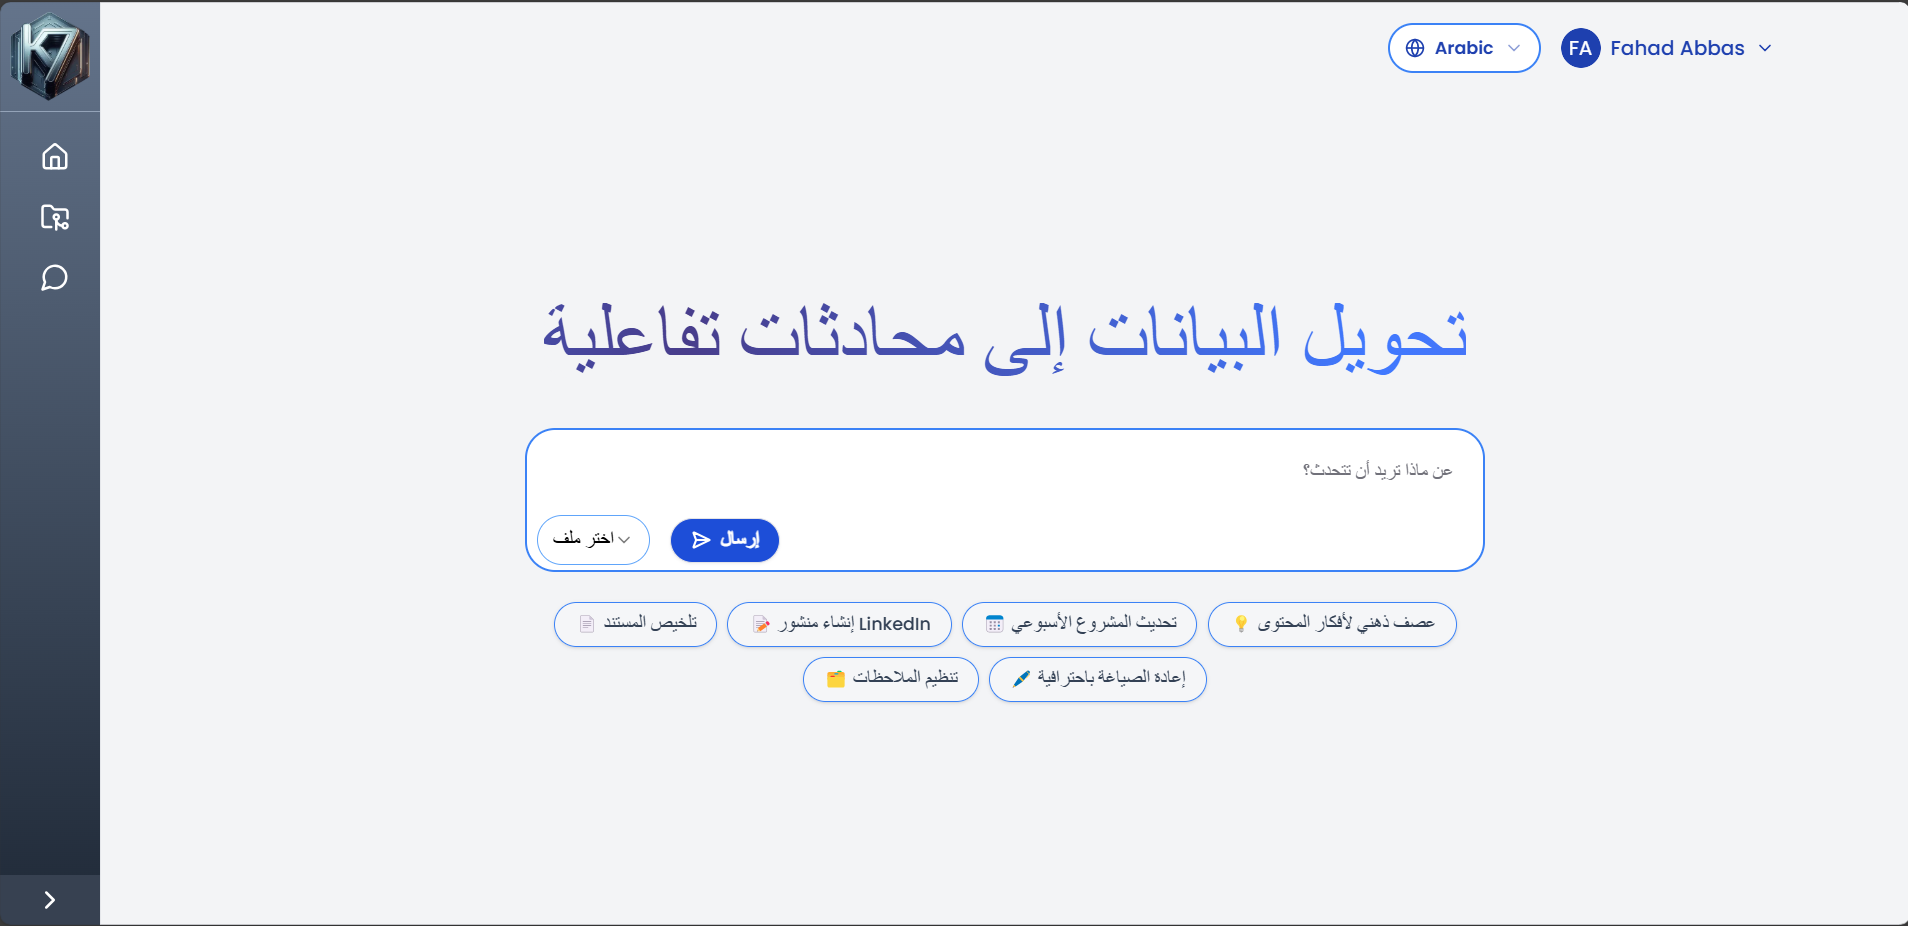 K7
Arabic
FA Fahad Abbas
تحويل البيانات إلى محادثات تفاعلية
عن ماذا تريد أن تتحدث؟
إرسال
اختر ملف
عصف ذهني لأفكار المحتوى 💡
تحديث المشروع الأسبوعي 🗓️
LinkedIn إنشاء منشور 📝
تلخيص المستند 📄
إعادة الصياغة باحترافية 🖋️
تنظيم الملاحظات 🗂️